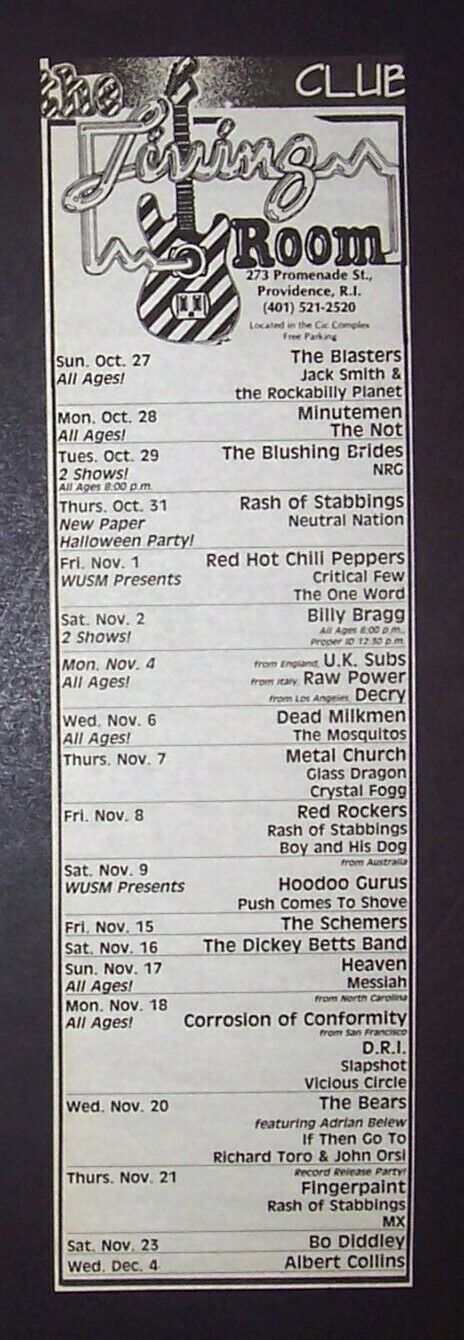 the
CLUB
Living
Room
273 Promenade St.,
Providence, R.I.
(401) 521-2520
Located in the Cic Complex
Free Parking
Sun. Oct. 27 The Blasters
All Ages! Jack Smith &
the Rockabilly Planet
Mon. Oct. 28 Minutemen
All Ages! The Not
Tues. Oct. 29 The Blushing Brides
2 Shows! NRG
All Ages 8:00 p.m.
Thurs. Oct. 31 Rash of Stabbings
New Paper Neutral Nation
Halloween Party!
Fri. Nov. 1 Red Hot Chili Peppers
WUSM Presents Critical Few
The One Word
Sat. Nov. 2 Billy Bragg
2 Shows! All Ages 6:00 p.m.,
Proper ID 12:30 p.m.
Mon. Nov. 4 from England, U.K. Subs
All Ages! from Italy, Raw Power
from Los Angeles, Decry
Wed. Nov. 6 Dead Milkmen
All Ages! The Mosquitos
Thurs. Nov. 7 Metal Church
Glass Dragon
Crystal Fogg
Fri. Nov. 8 Red Rockers
Rash of Stabbings
Boy and His Dog
from Australia
Sat. Nov. 9
WUSM Presents Hoodoo Gurus
Push Comes To Shove
Fri. Nov. 15 The Schemers
Sat. Nov. 16 The Dickey Betts Band
Sun. Nov. 17 Heaven
All Ages! Messiah
from North Carolina
Mon. Nov. 18
All Ages! Corrosion of Conformity
from San Francisco
D.R.I.
Slapshot
Vicious Circle
Wed. Nov. 20 The Bears
featuring Adrian Belew
If Then Go To
Richard Toro & John Orsi
Record Release Party!
Thurs. Nov. 21 Fingerpaint
Rash of Stabbings
MX
Sat. Nov. 23 Bo Diddley
Wed. Dec. 4 Albert Collins